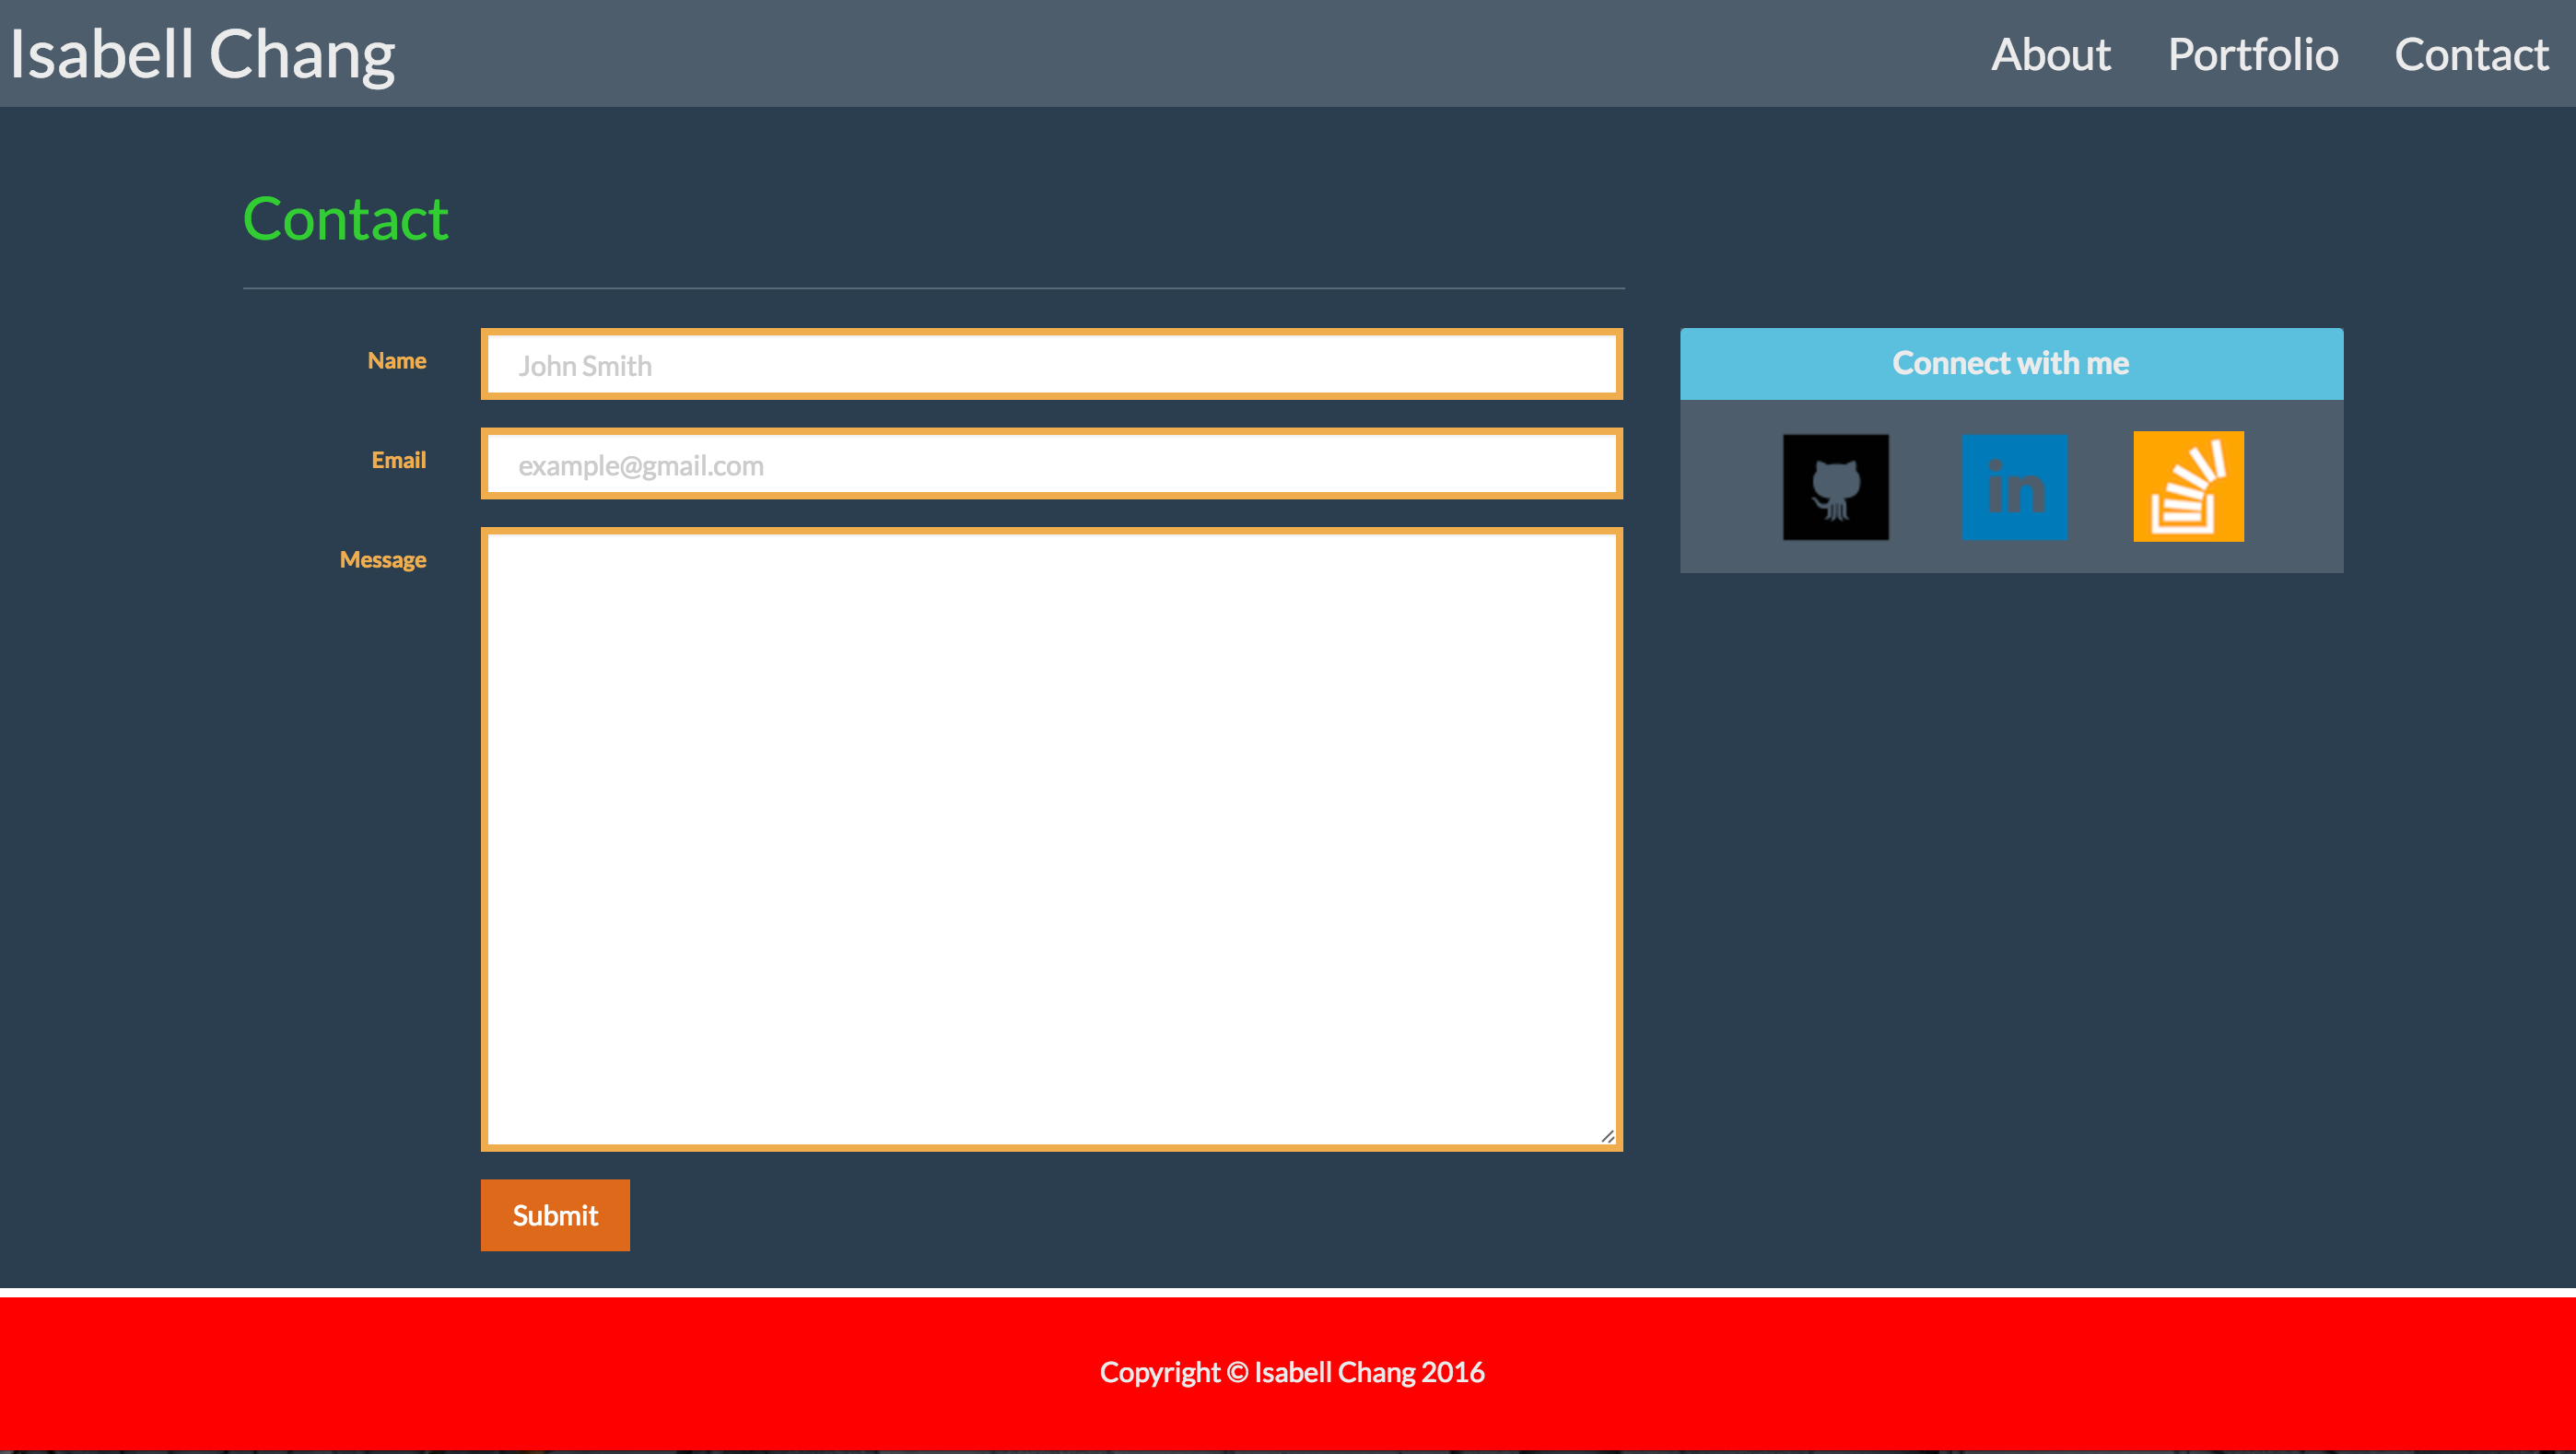 Isabell Chang
About Portfolio Contact
Contact
Name
John Smith
Email
example@gmail.com
Message
Submit
Connect with me
in
Copyright © Isabell Chang 2016